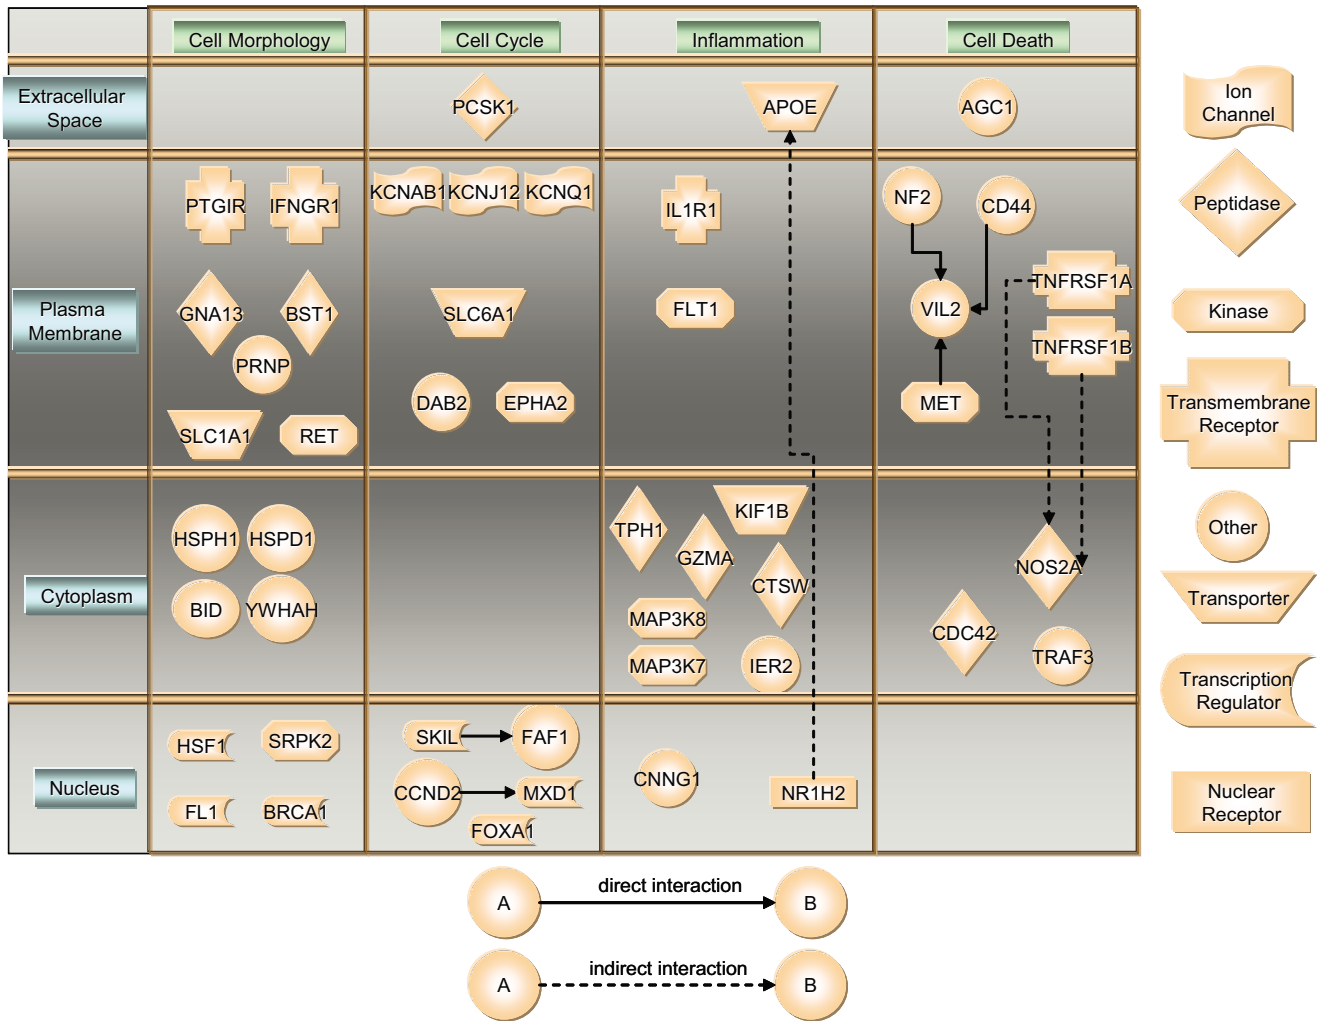 Cell Morphology
Cell Cycle
Inflammation
Cell Death
Extracellular
Space
PCSK1
APOE
AGC1
Ion
Channel
Peptidase
Kinase
Transmembrane
Receptor
Other
Transporter
Transcription
Regulator
Nuclear
Receptor
Plasma
Membrane
PTGIR
IFNGR1
GNA13
BST1
PRNP
SLC1A1
RET
KCNAB1
KCNJ12
KCNQ1
SLC6A1
DAB2
EPHA2
IL1R1
FLT1
NF2
CD44
TNFRSF1A
VIL2
TNFRSF1B
MET
Cytoplasm
HSPH1
HSPD1
BID
YWHAH
TPH1
KIF1B
GZMA
CTSW
MAP3K8
MAP3K7
IER2
NOS2A
CDC42
TRAF3
Nucleus
HSF1
SRPK2
FL1
BRCA1
SKIL
FAF1
CCND2
MXD1
FOXA1
CNNG1
NR1H2
A
direct interaction
B
A
indirect interaction
B